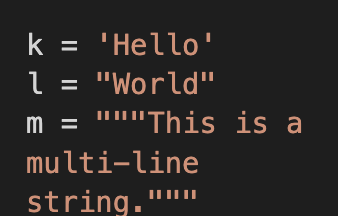 k = 'Hello'
l = "World"
m = """This is a
multi-line
string."""